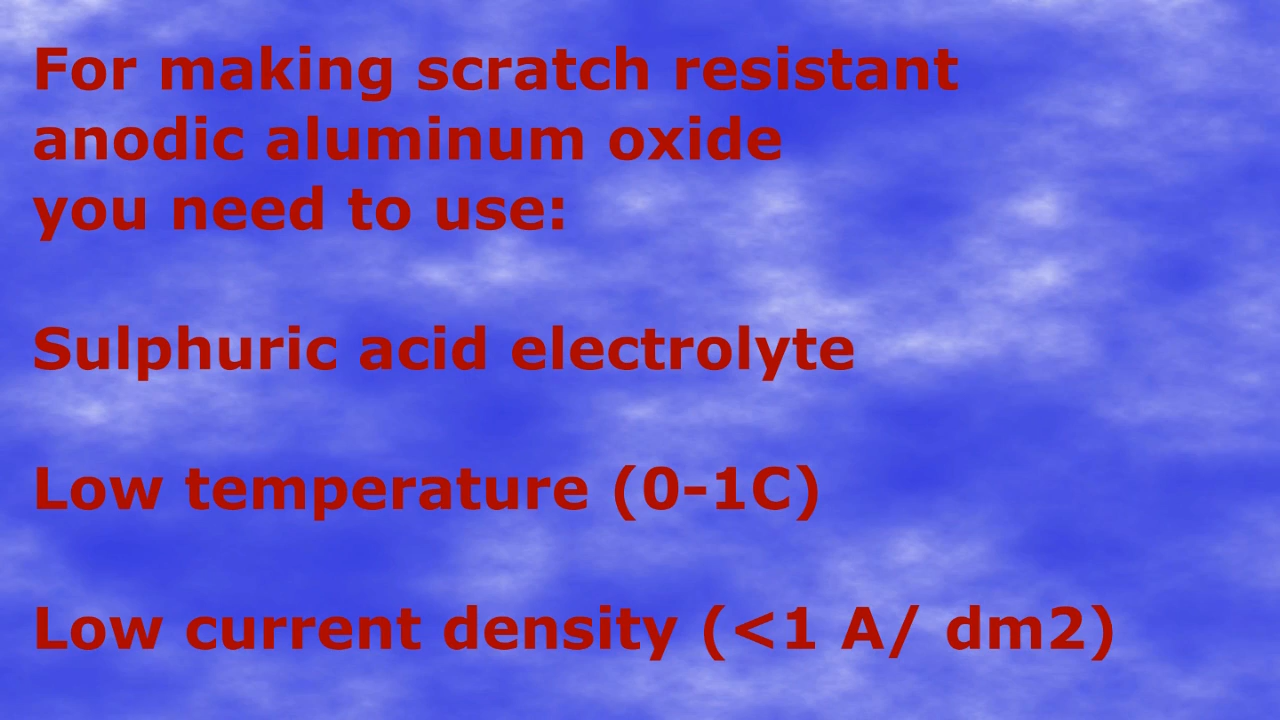 For making scratch resistant
anodic aluminum oxide
you need to use:
Sulphuric acid electrolyte
Low temperature (0-1C)
Low current density (<1 A/ dm2)